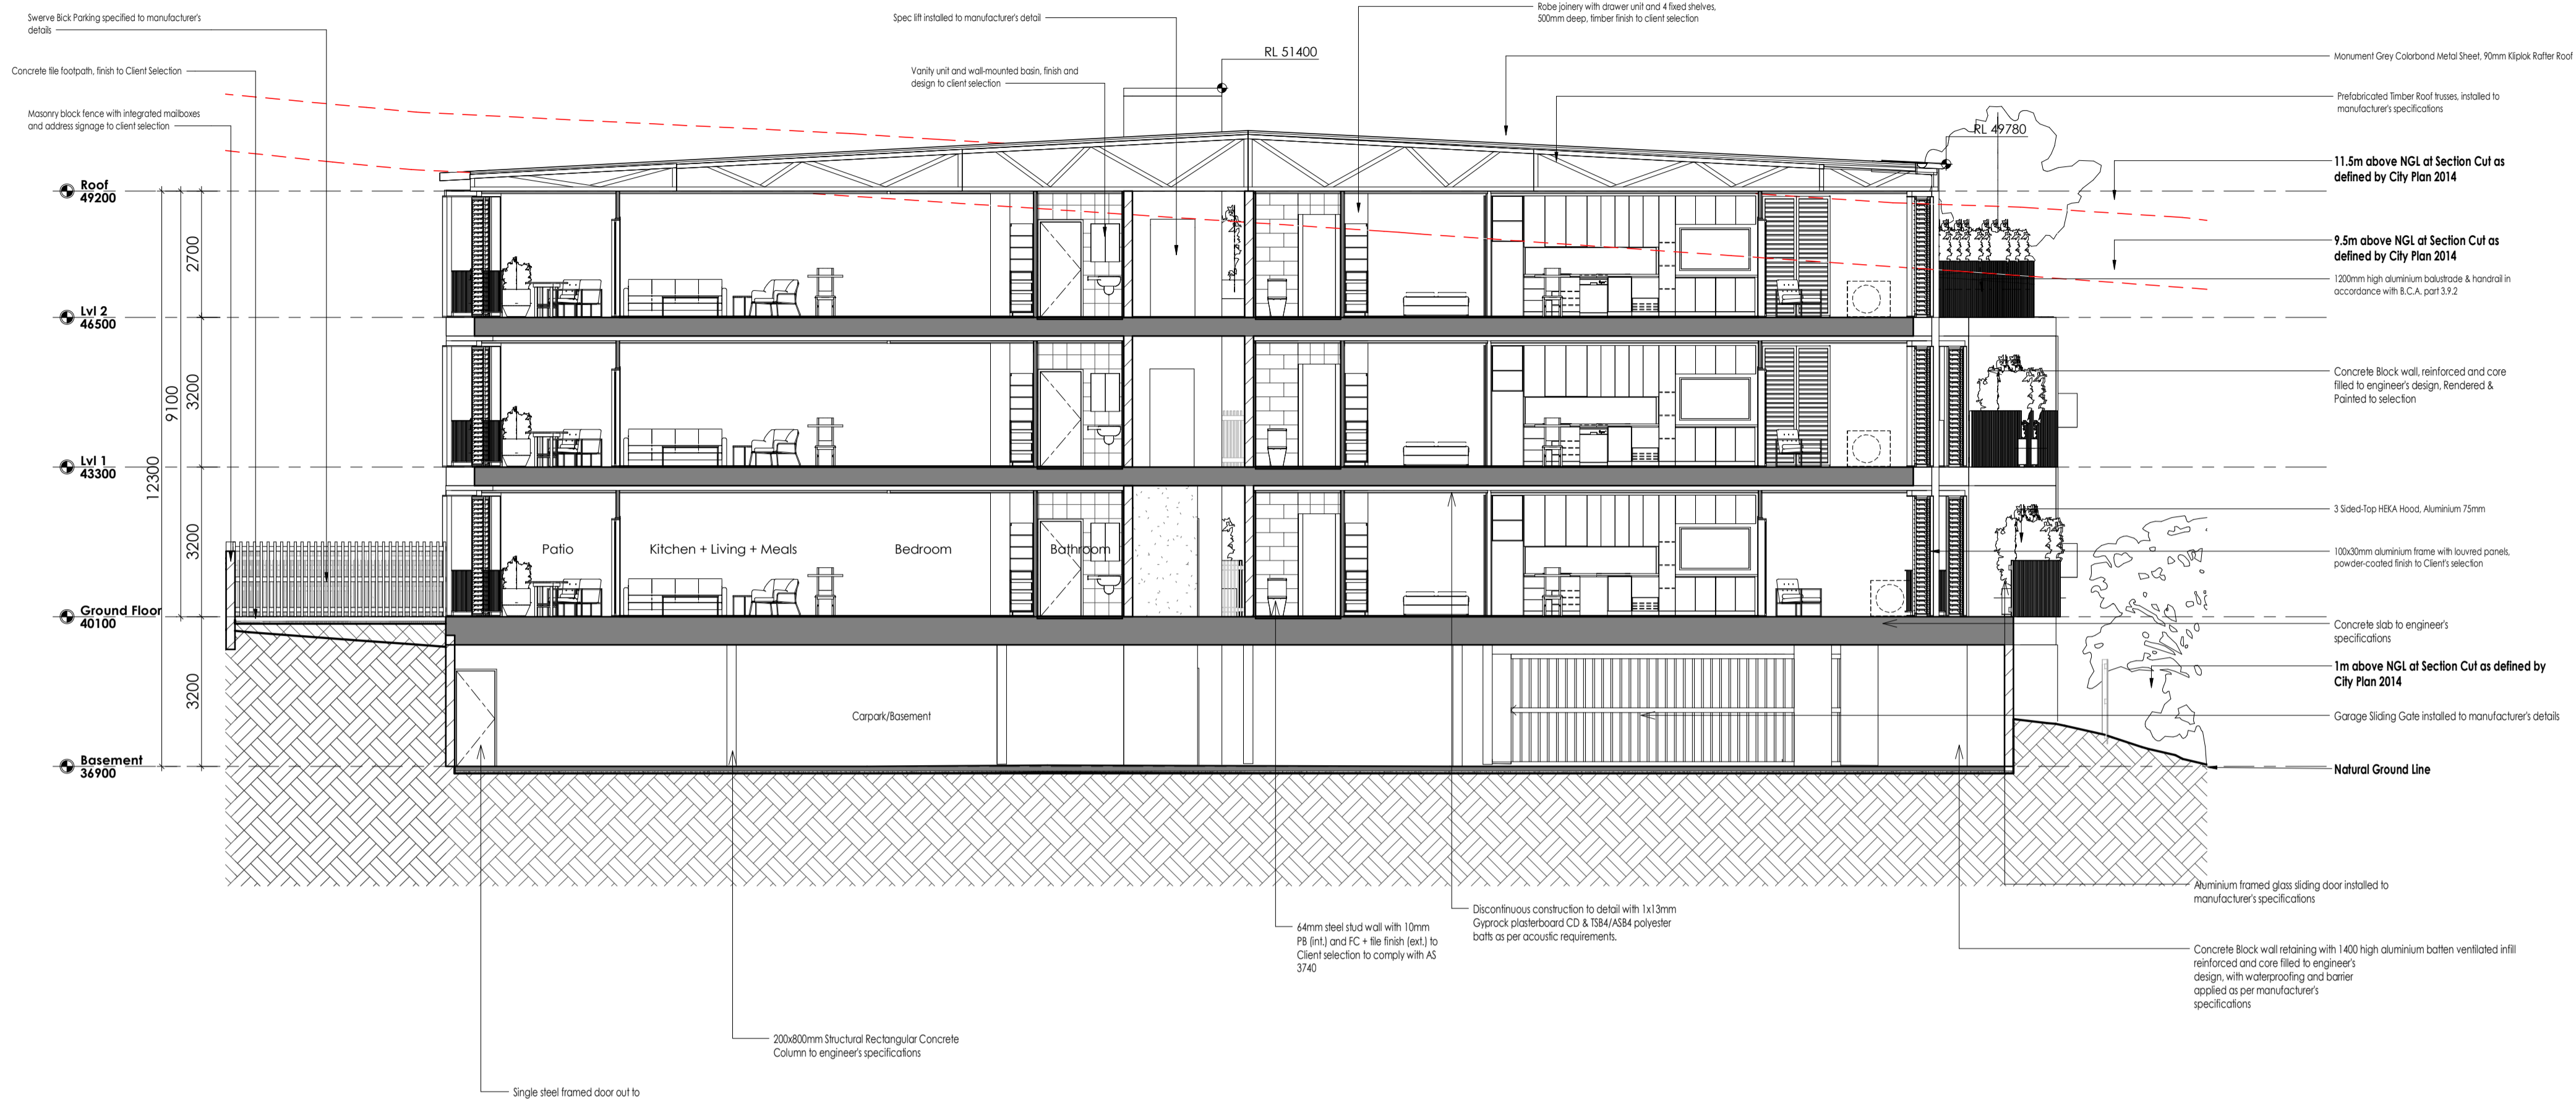 Swerve Bick Parking specified to manufacturer's
details
Concrete tile footpath, finish to Client Selection
Masonry block fence with integrated mailboxes
and address signage to client selection
Spec lift installed to manufacturer's detail
Vanity unit and wall-mounted basin, finish and
design to client selection
RL 51400
Robe joinery with drawer unit and 4 fixed shelves,
500mm deep, timber finish to client selection
Monument Grey Colorbond Metal Sheet, 90mm Kliplok Rafter Roof
Prefabricated Timber Roof trusses, installed to
manufacturer's specifications
RL 49780
11.5m above NGL at Section Cut as
defined by City Plan 2014
9.5m above NGL at Section Cut as
defined by City Plan 2014
1200mm high aluminium balustrade & handrail in
accordance with B.C.A. part 3.9.2
Concrete Block wall, reinforced and core
filled to engineer's design, Rendered &
Painted to selection
3 Sided-Top HEKA Hood, Aluminium 75mm
100x30mm aluminium frame with louvred panels,
powder-coated finish to Client's selection
Concrete slab to engineer's
specifications
1m above NGL at Section Cut as defined by
City Plan 2014
Garage Sliding Gate installed to manufacturer's details
Natural Ground Line
Roof
49200
2700
Lvl 2
46500
3200
9100
Lvl 1
43300
12300
3200
Ground Floor
40100
3200
Basement
36900
Patio
Kitchen + Living + Meals
Bedroom
Bathroom
Carpark/Basement
Aluminium framed glass sliding door installed to
manufacturer's specifications
Discontinuous construction to detail with 1x13mm
Gyprock plasterboard CD & TSB4/ASB4 polyester
batts as per acoustic requirements.
64mm steel stud wall with 10mm
PB (int.) and FC + tile finish (ext.) to
Client selection to comply with AS
3740
Concrete Block wall retaining with 1400 high aluminium batten ventilated infill
reinforced and core filled to engineer's
design, with waterproofing and barrier
applied as per manufacturer's
specifications
200x800mm Structural Rectangular Concrete
Column to engineer's specifications
Single steel framed door out to